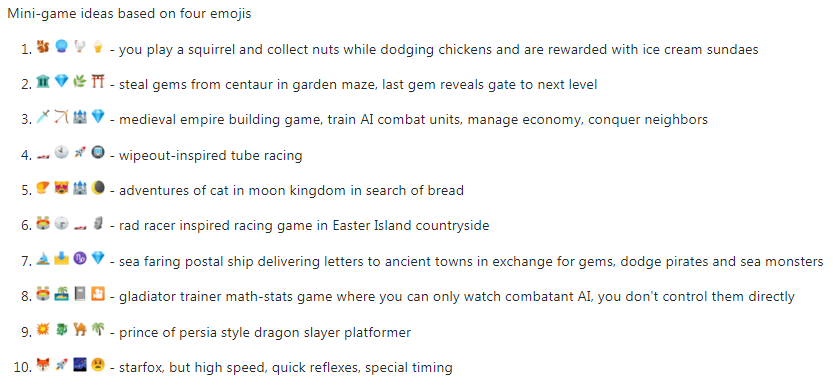 Mini-game ideas based on four emojis
1. 🐿️ 🔮 🐓 🍦 - you play a squirrel and collect nuts while dodging chickens and are rewarded with ice cream sundaes
2. 🏛️ 💎 🌿 ⛩️ - steal gems from centaur in garden maze, last gem reveals gate to next level
3. 🗡️ 🏹 🏰 💎 - medieval empire building game, train AI combat units, manage economy, conquer neighbors
4. 🏎️ 🕙 🚀 🔘 - wipeout-inspired tube racing
5. 🍞 😻 🏰 🌘 - adventures of cat in moon kingdom in search of bread
6. 🏟️ 🕞 🏎️ 🗿 - rad racer inspired racing game in Easter Island countryside
7. ⛵ 📩 ♑ 💎 - sea faring postal ship delivering letters to ancient towns in exchange for gems, dodge pirates and sea monsters
8. 🏟️ 🏝️ 📓 🎦 - gladiator trainer math-stats game where you can only watch combatant AI, you don't control them directly
9. 💥 🐉 🐪 🌴 - prince of persia style dragon slayer platformer
10. 🦊 🚀 🌌 😠 - starfox, but high speed, quick reflexes, special timing